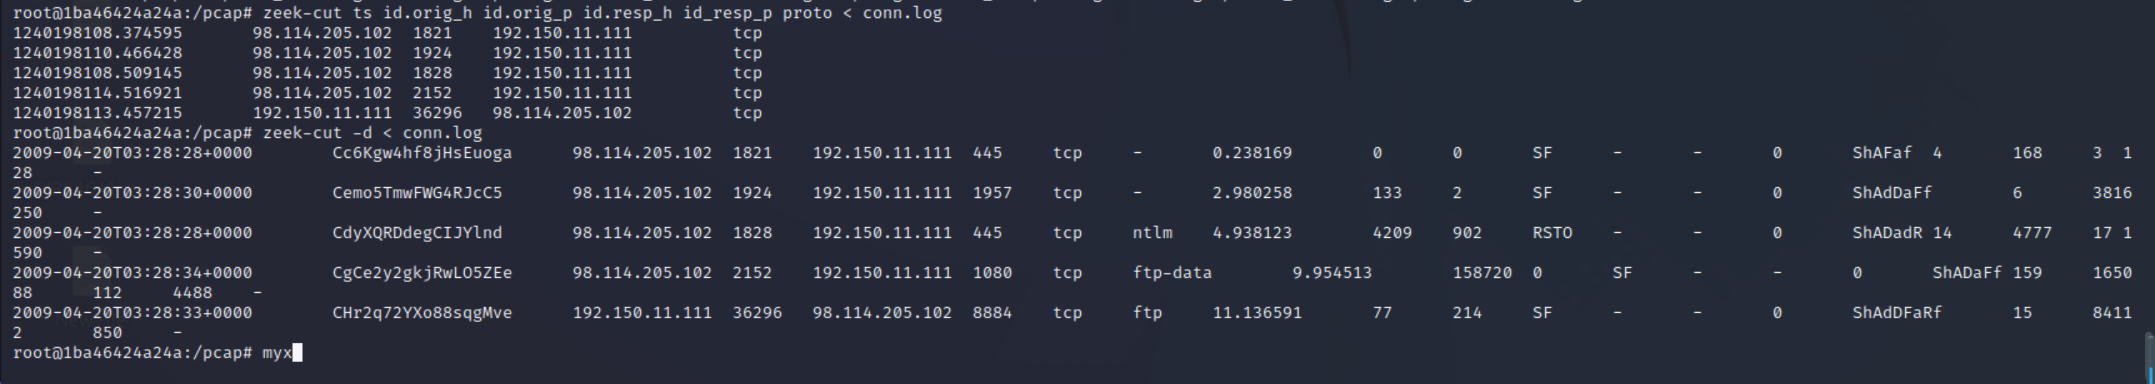 root@1ba46424a24a:/pcap# zeek-cut ts id.orig_h id.orig_p id.resp_h id_resp_p proto < conn.log
1240198108.374595 98.114.205.102 1821 192.150.11.111 tcp
1240198110.466428 98.114.205.102 1924 192.150.11.111 tcp
1240198108.509145 98.114.205.102 1828 192.150.11.111 tcp
1240198114.516921 98.114.205.102 2152 192.150.11.111 tcp
1240198113.457215 192.150.11.111 36296 98.114.205.102 tcp
root@1ba46424a24a:/pcap# zeek-cut -d < conn.log
2009-04-20T03:28:28+0000 Cc6Kgw4hf8jHsEuoga 98.114.205.102 1821 192.150.11.111 445 tcp - 0.238169 0 0 SF - - 0 ShAFaf 4 168 3 1
28 -
2009-04-20T03:28:30+0000 Cemo5TmwFWG4RJcC5 98.114.205.102 1924 192.150.11.111 1957 tcp - 2.980258 133 2 SF - - 0 ShAdDaFf 6 3816
250 -
2009-04-20T03:28:28+0000 CdyXQRDdegCIJYlnd 98.114.205.102 1828 192.150.11.111 445 tcp ntlm 4.938123 4209 902 RSTO - - 0 ShADadR 14 4777 17 1
590 -
2009-04-20T03:28:34+0000 CgCe2y2gkjRwLO5ZEe 98.114.205.102 2152 192.150.11.111 1080 tcp ftp-data 9.954513 158720 0 SF - - 0 ShADaFf 159 1650
88 112 4488 -
2009-04-20T03:28:33+0000 CHr2q72YXo88sqgMve 192.150.11.111 36296 98.114.205.102 8884 tcp ftp 11.136591 77 214 SF - - 0 ShAdDFaRf 15 8411
2 850 -
root@1ba46424a24a:/pcap# myx